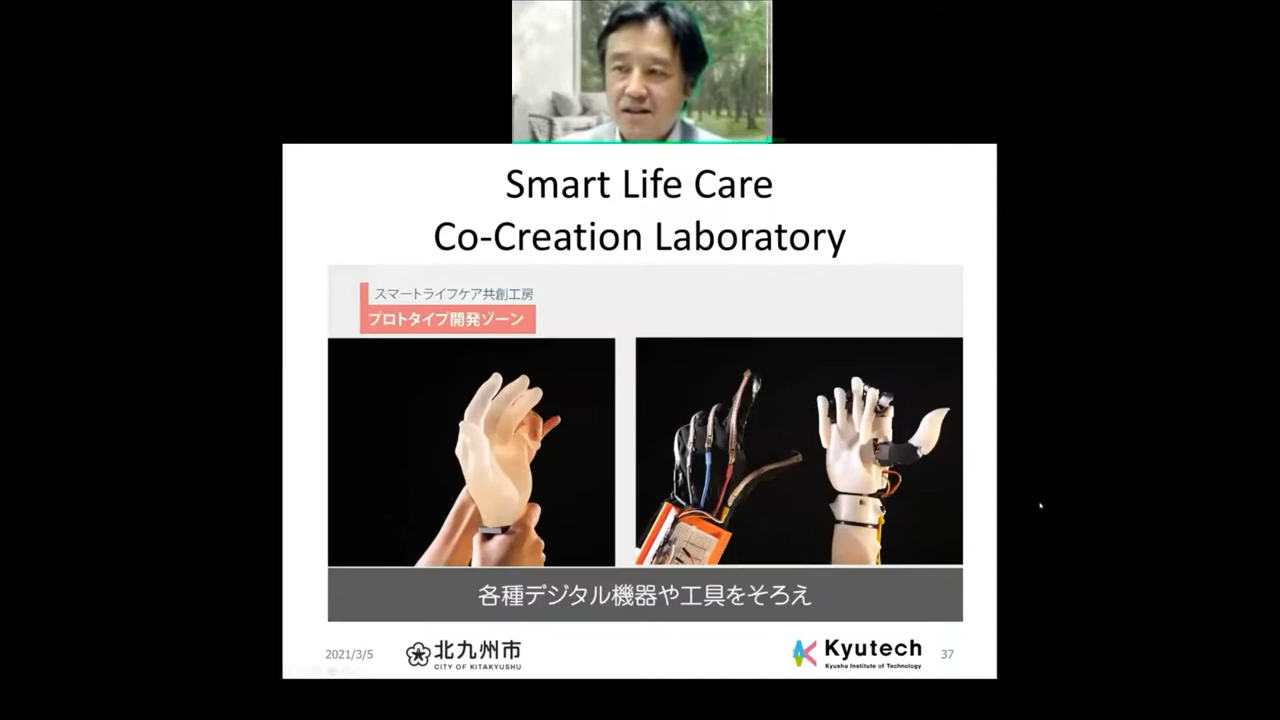 Smart Life Care
Co-Creation Laboratory
スマートライフケア共創工房
プロトタイプ開発ゾーン
各種デジタル機器や工具をそろえ
2021/3/5
北九州市
CITY OF KITAKYUSHU
Kyutech
Kyushu Institute of Technology
37